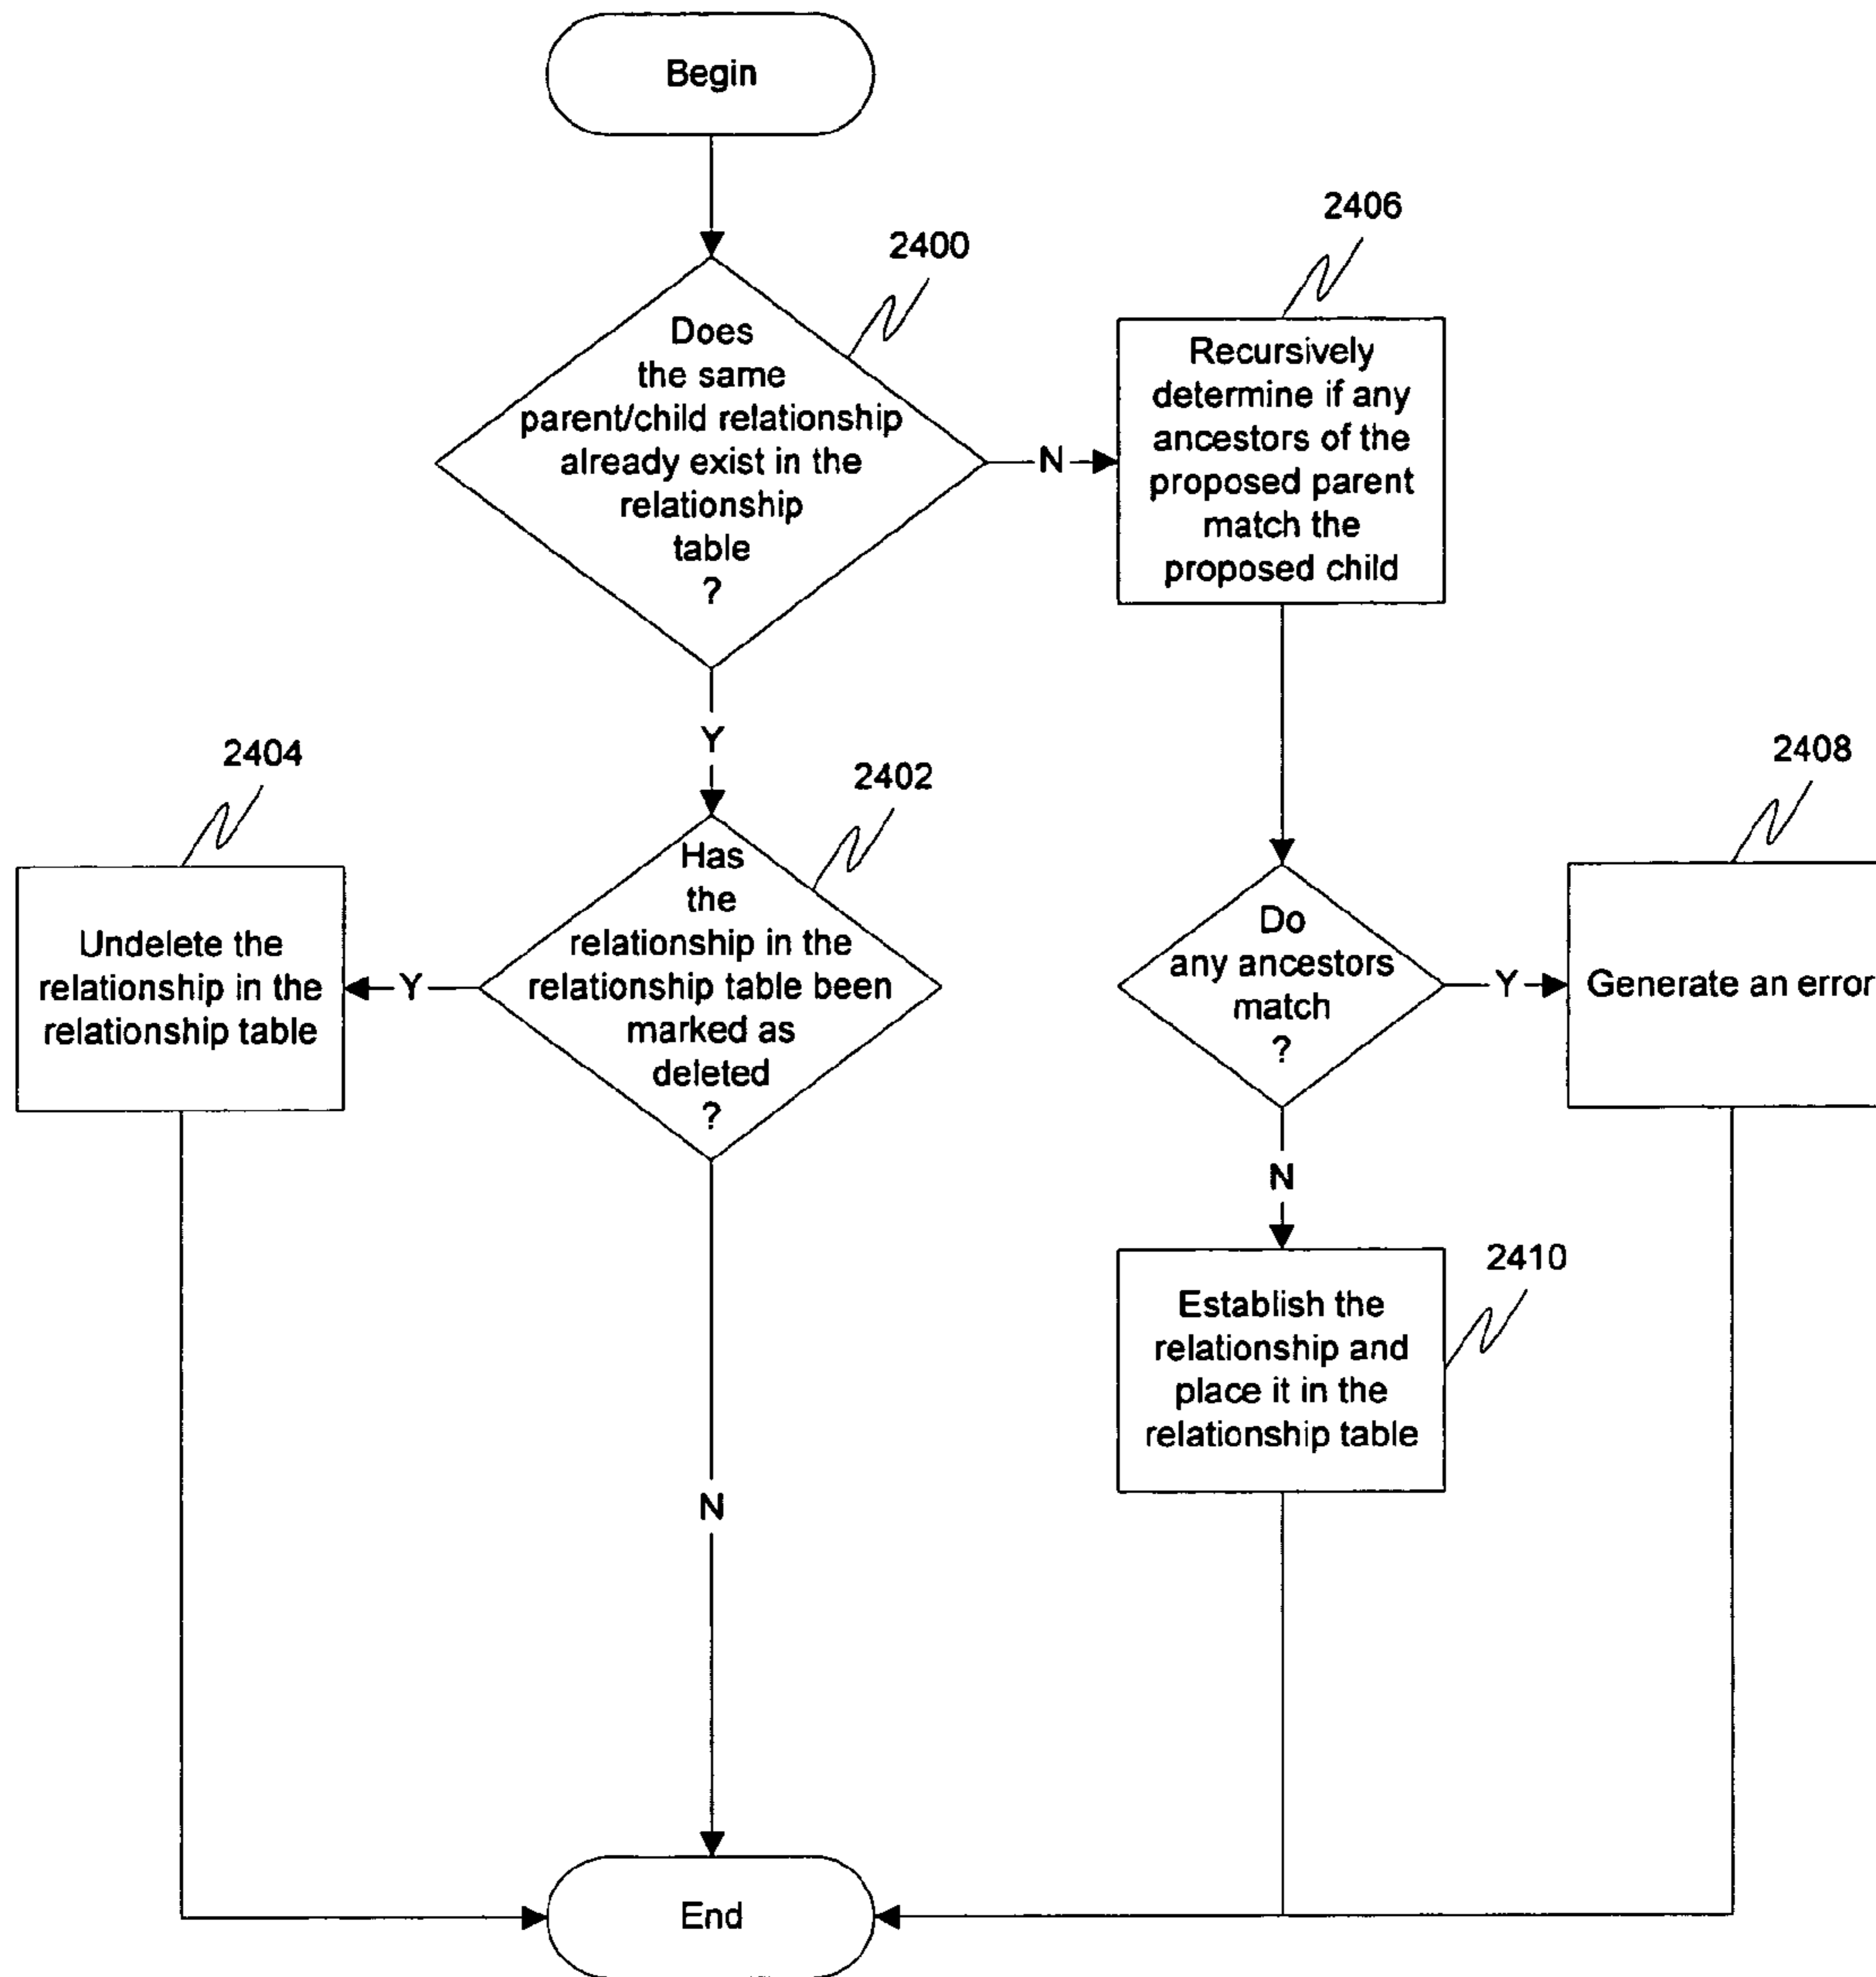 Begin
2400
Does
the same
parent/child relationship
already exist in the
relationship
table
?
N
2406
Recursively
determine if any
ancestors of the
proposed parent
match the
proposed child
Y
2404
Undelete the
relationship in the
relationship table
Y
2402
Has
the
relationship in the
relationship table been
marked as
deleted
?
N
Do
any ancestors
match
?
Y
2408
Generate an error
N
2410
Establish the
relationship and
place it in the
relationship table
End